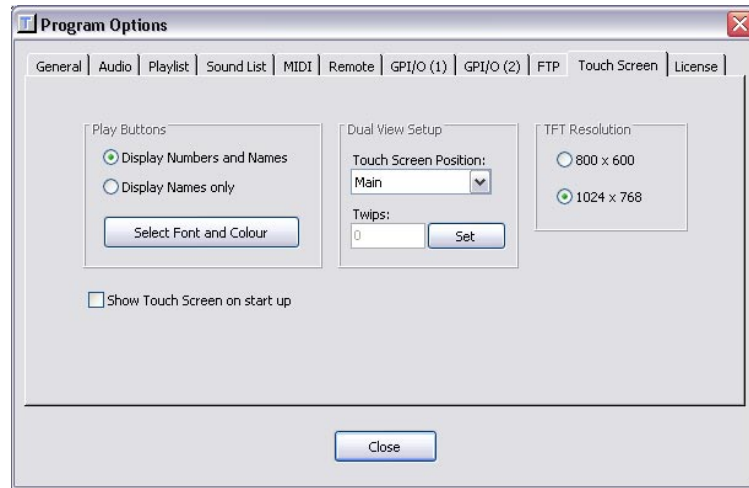 Program Options
General Audio Playlist Sound List MIDI Remote GPI/O (1) GPI/O (2) FTP Touch Screen License
Play Buttons
Display Numbers and Names
Display Names only
Select Font and Colour
Dual View Setup
Touch Screen Position:
Main
Twips:
0 Set
TFT Resolution
800 x 600
1024 x 768
Show Touch Screen on start up
Close